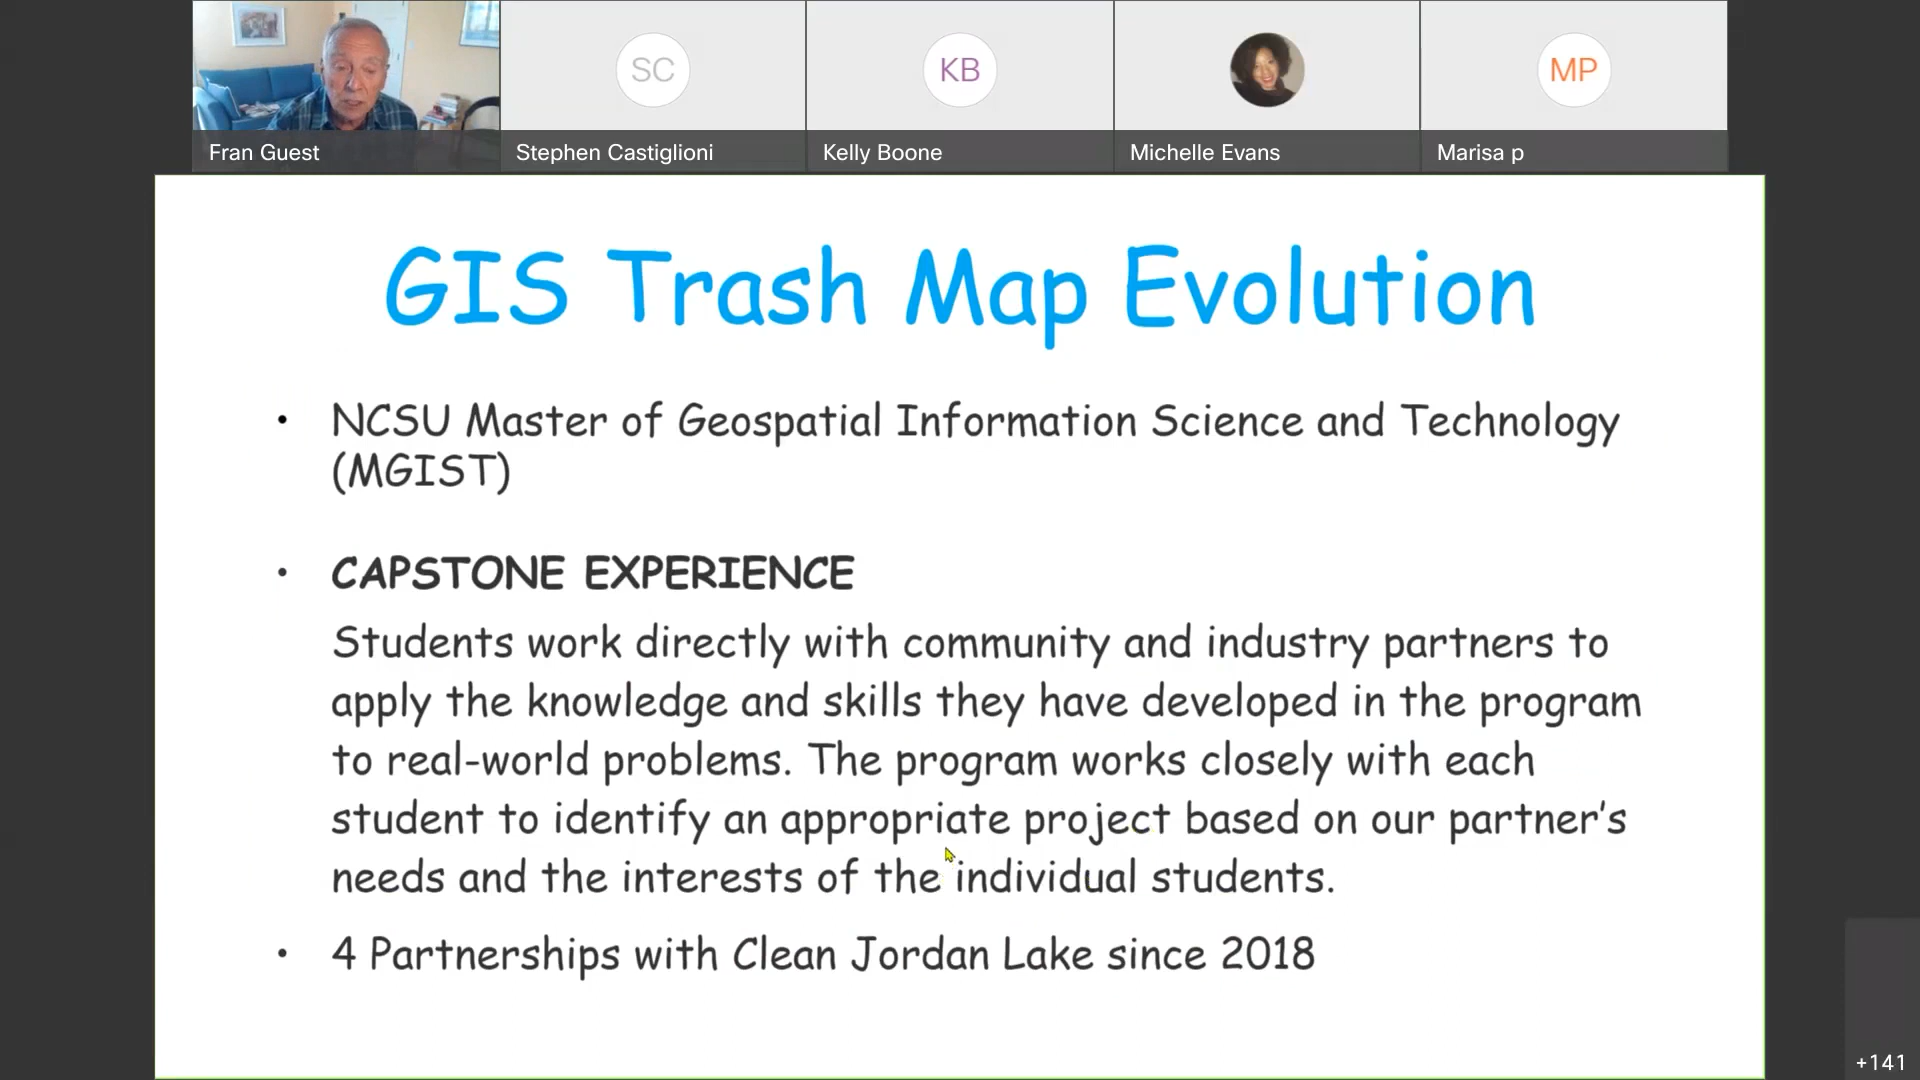 SC
KB
MP
Fran Guest
Stephen Castiglioni
Kelly Boone
Michelle Evans
Marisa p
GIS Trash Map Evolution
• NCSU Master of Geospatial Information Science and Technology
(MGIST)
• CAPSTONE EXPERIENCE
Students work directly with community and industry partners to
apply the knowledge and skills they have developed in the program
to real-world problems. The program works closely with each
student to identify an appropriate project based on our partner's
needs and the interests of the individual students.
• 4 Partnerships with Clean Jordan Lake since 2018
+141